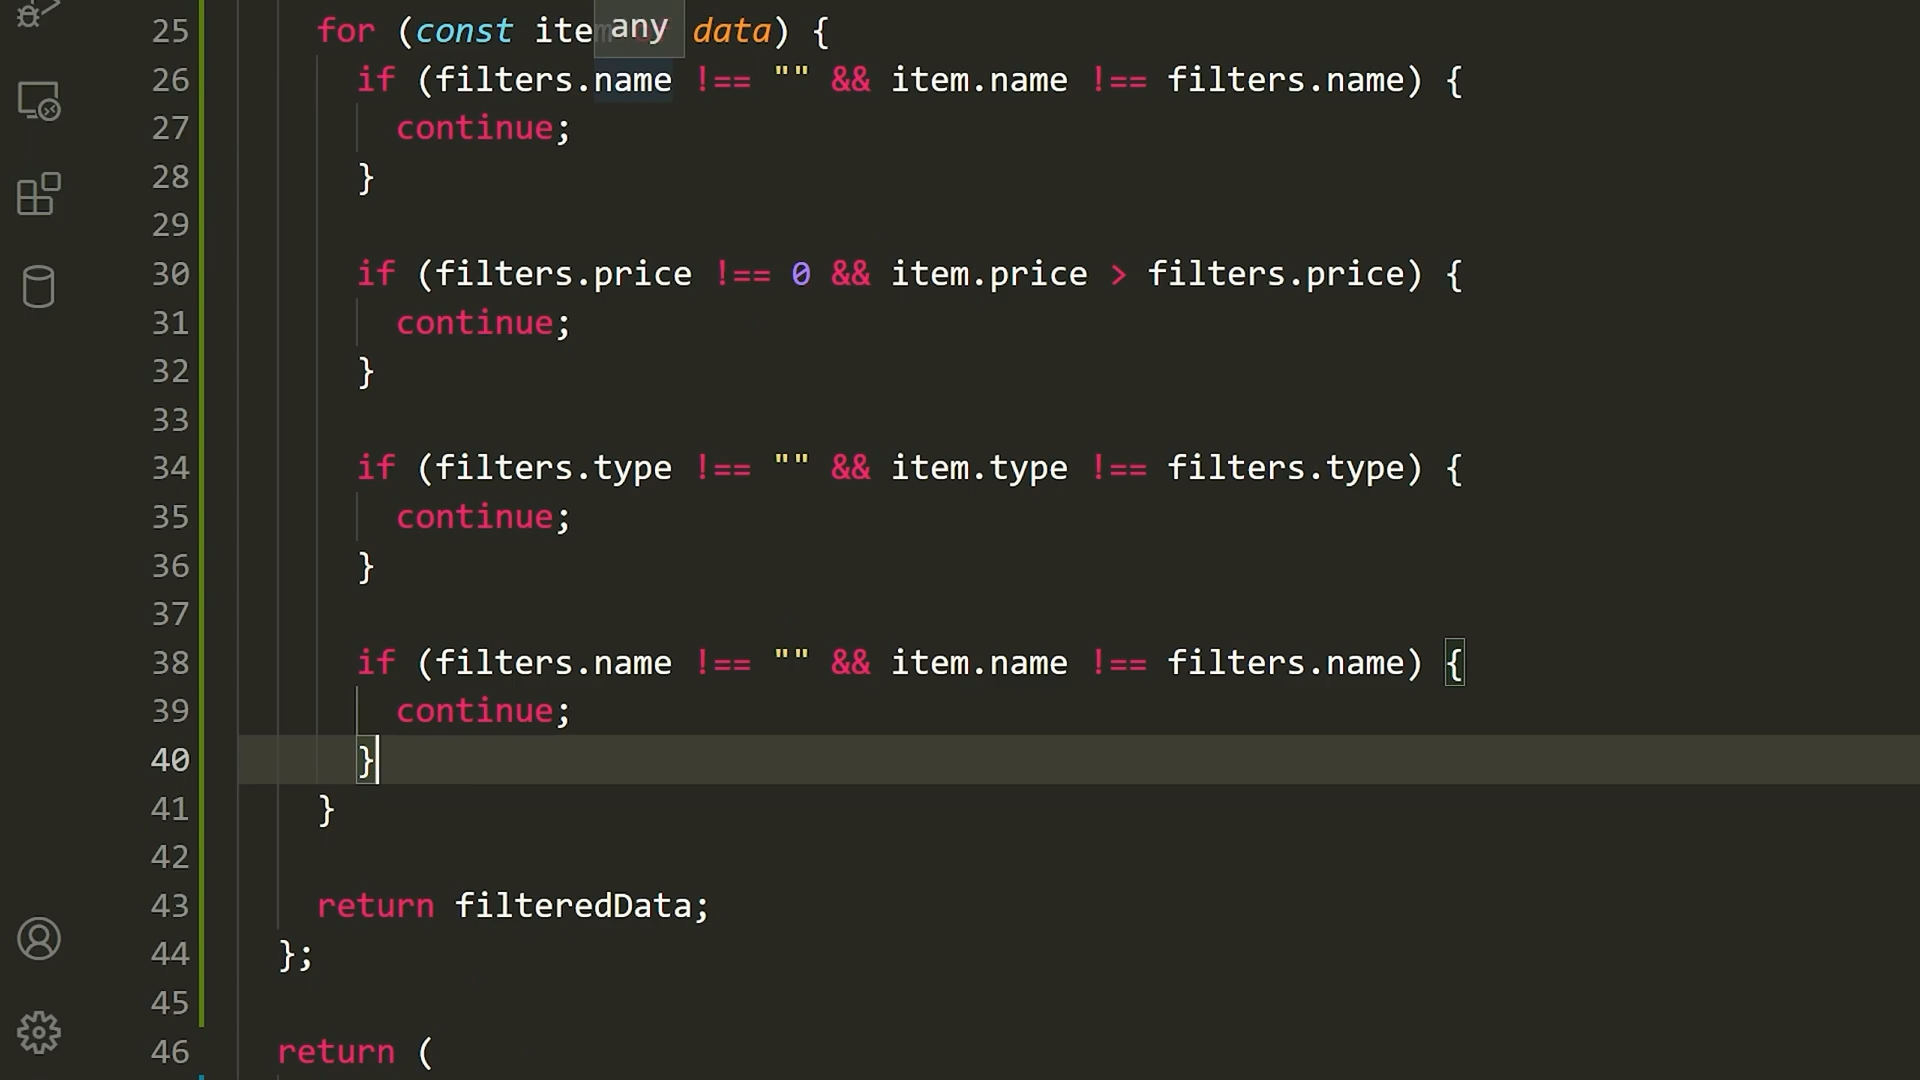 25 for (const ite any data) {
26 if (filters.name !== "" && item.name !== filters.name) {
27 continue;
28 }
29
30 if (filters.price !== 0 && item.price > filters.price) {
31 continue;
32 }
33
34 if (filters.type !== "" && item.type !== filters.type) {
35 continue;
36 }
37
38 if (filters.name !== "" && item.name !== filters.name) {
39 continue;
40 }
41 }
42
43 return filteredData;
44 };
45
46 return (